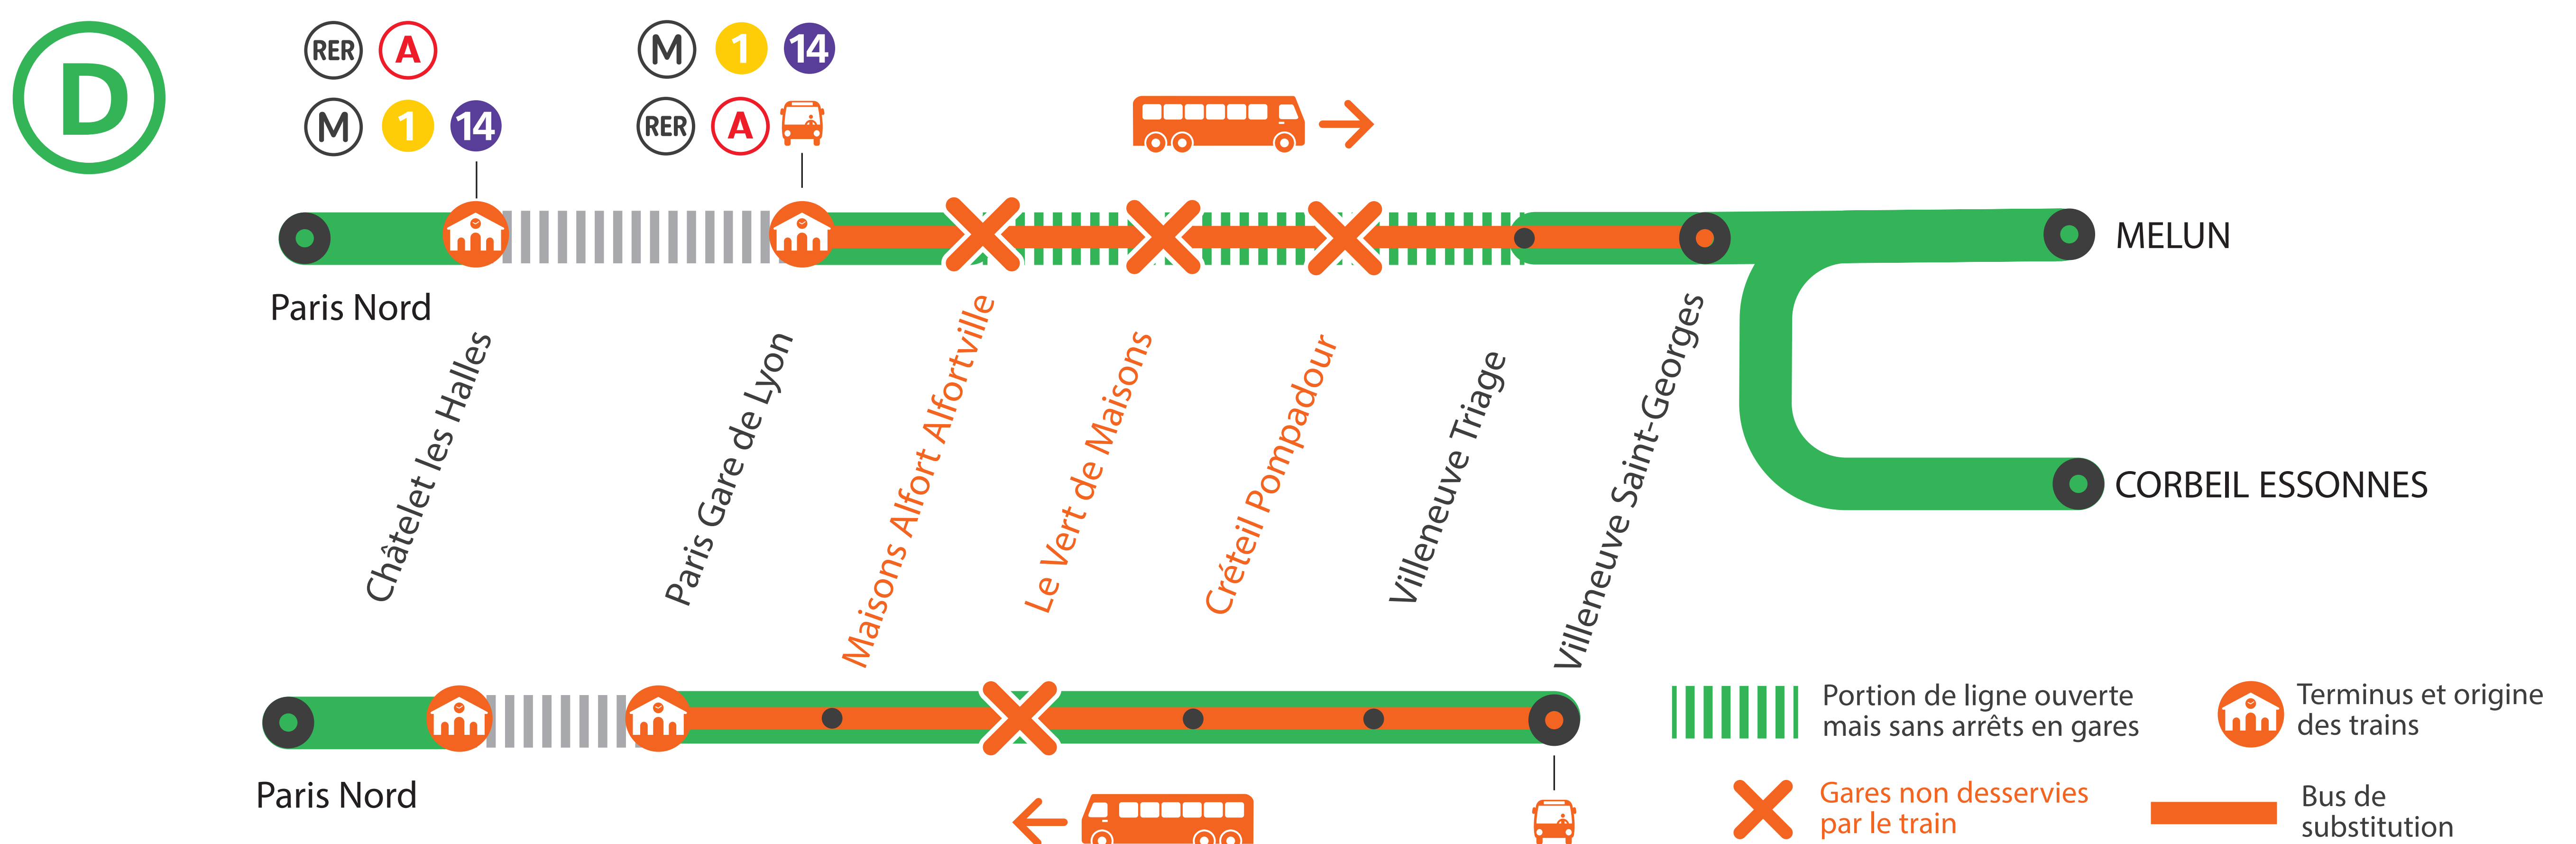 D
RER A
M 1 14
M 1 14
RER A
Paris Nord
Châtelet les Halles
Paris Gare de Lyon
Maisons Alfort Alfortville
Le Vert de Maisons
Créteil Pompadour
Villeneuve Triage
Villeneuve Saint-Georges
MELUN
CORBEIL ESSONNES
Paris Nord
Portion de ligne ouverte
mais sans arrêts en gares
Terminus et origine
des trains
Gares non desservies
par le train
Bus de
substitution